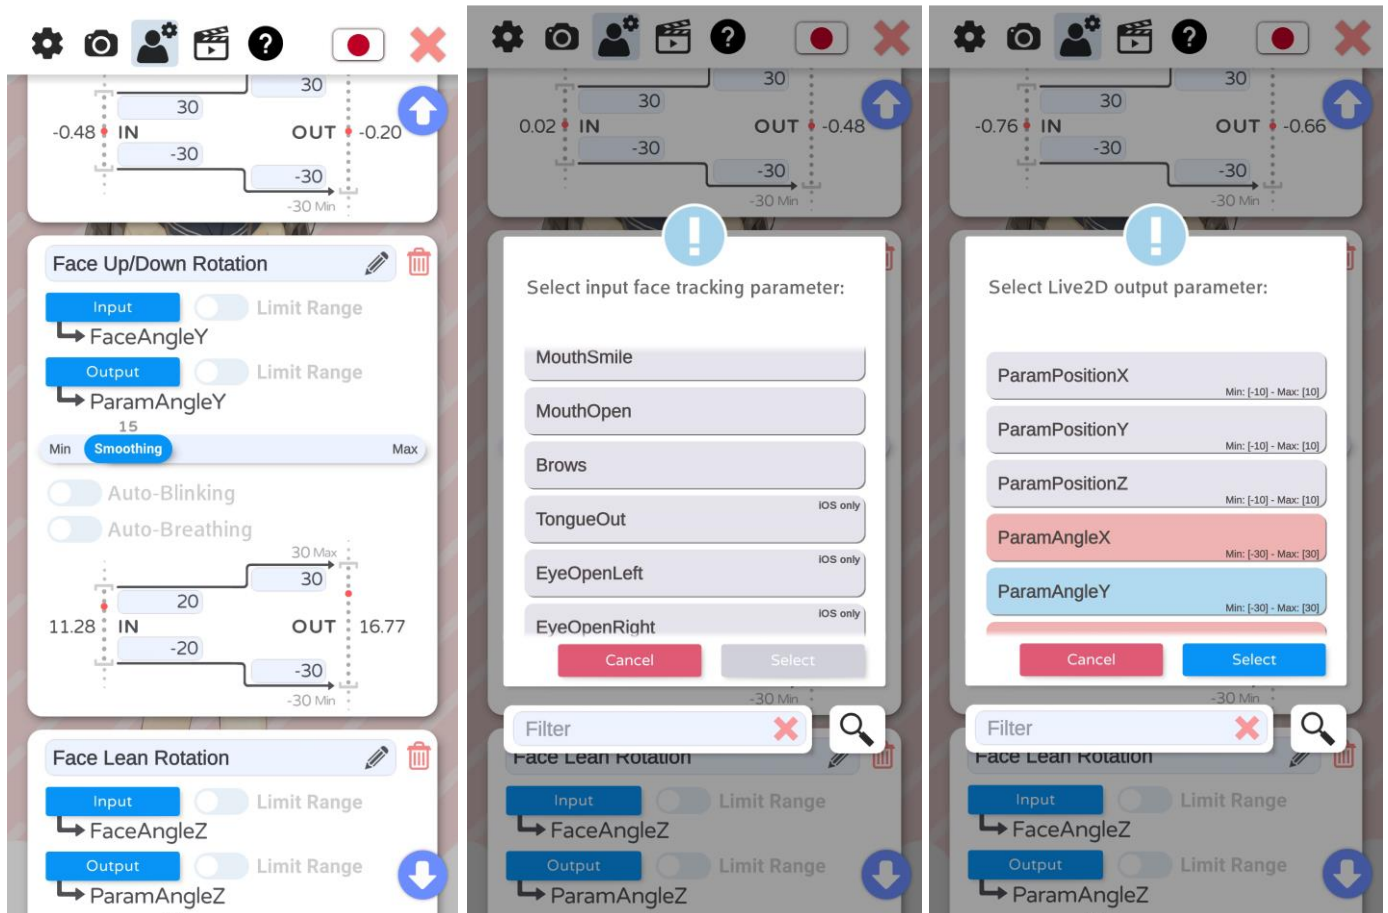 30
30
-0.48 IN OUT -0.20
-30
-30
-30 Min
Face Up/Down Rotation
Input Limit Range
FaceAngleY
Output Limit Range
ParamAngleY
15
Min Smoothing Max
Auto-Blinking
Auto-Breathing
30 Max
30
20
11.28 IN OUT 16.77
-20
-30
-30 Min
Face Lean Rotation
Input Limit Range
FaceAngleZ
Output Limit Range
ParamAngleZ
30
30
0.02 IN OUT -0.48
-30
-30
-30 Min
Select input face tracking parameter:
MouthSmile
MouthOpen
Brows
TongueOut iOS only
EyeOpenLeft iOS only
EyeOpenRight iOS only
Cancel Select
-30 Min
Filter
Face Lean Rotation
Input Limit Range
FaceAngleZ
Output Limit Range
ParamAngleZ
30
30
-0.76 IN OUT -0.66
-30
-30
-30 Min
Select Live2D output parameter:
ParamPositionX
Min: [-10] - Max: [10]
ParamPositionY
Min: [-10] - Max: [10]
ParamPositionZ
Min: [-10] - Max: [10]
ParamAngleX
Min: [-30] - Max: [30]
ParamAngleY
Min: [-30] - Max: [30]
Cancel Select
-30 Min
Filter
Face Lean Rotation
Input Limit Range
FaceAngleZ
Output Limit Range
ParamAngleZ